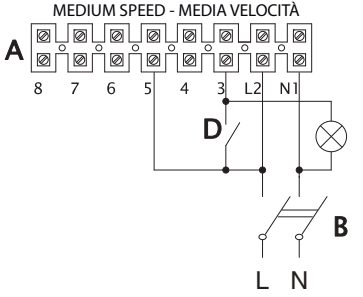 MEDIUM SPEED - MEDIA VELOCITÀ
A
8 7 6 5 4 3 L2 N1
D
B
L N